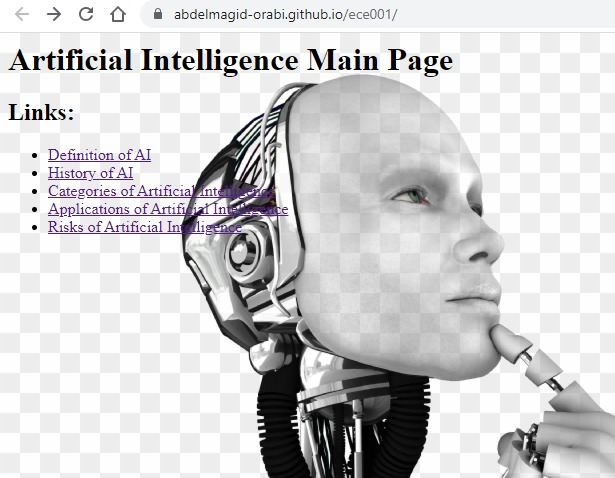 abdelmagid-orabi.github.io/ece001/
Artificial Intelligence Main Page
Links:
Definition of AI
History of AI
Categories of Artificial Intelligency
Applications of Artificial Intelligence
Risks of Artificial Intelligence